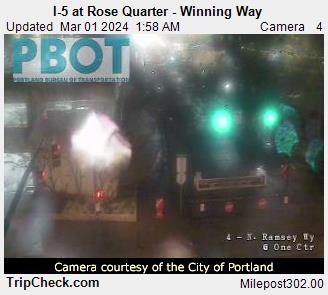 I-5 at Rose Quarter - Winning Way
Updated Mar 01 2024 1:58 AM Camera 4
PBOT
PORTLAND BUREAU OF TRANSPORTATION
4 - N. Ramsey Wy
@ One Ctr
Camera courtesy of the City of Portland
TripCheck.com Milepost302.00